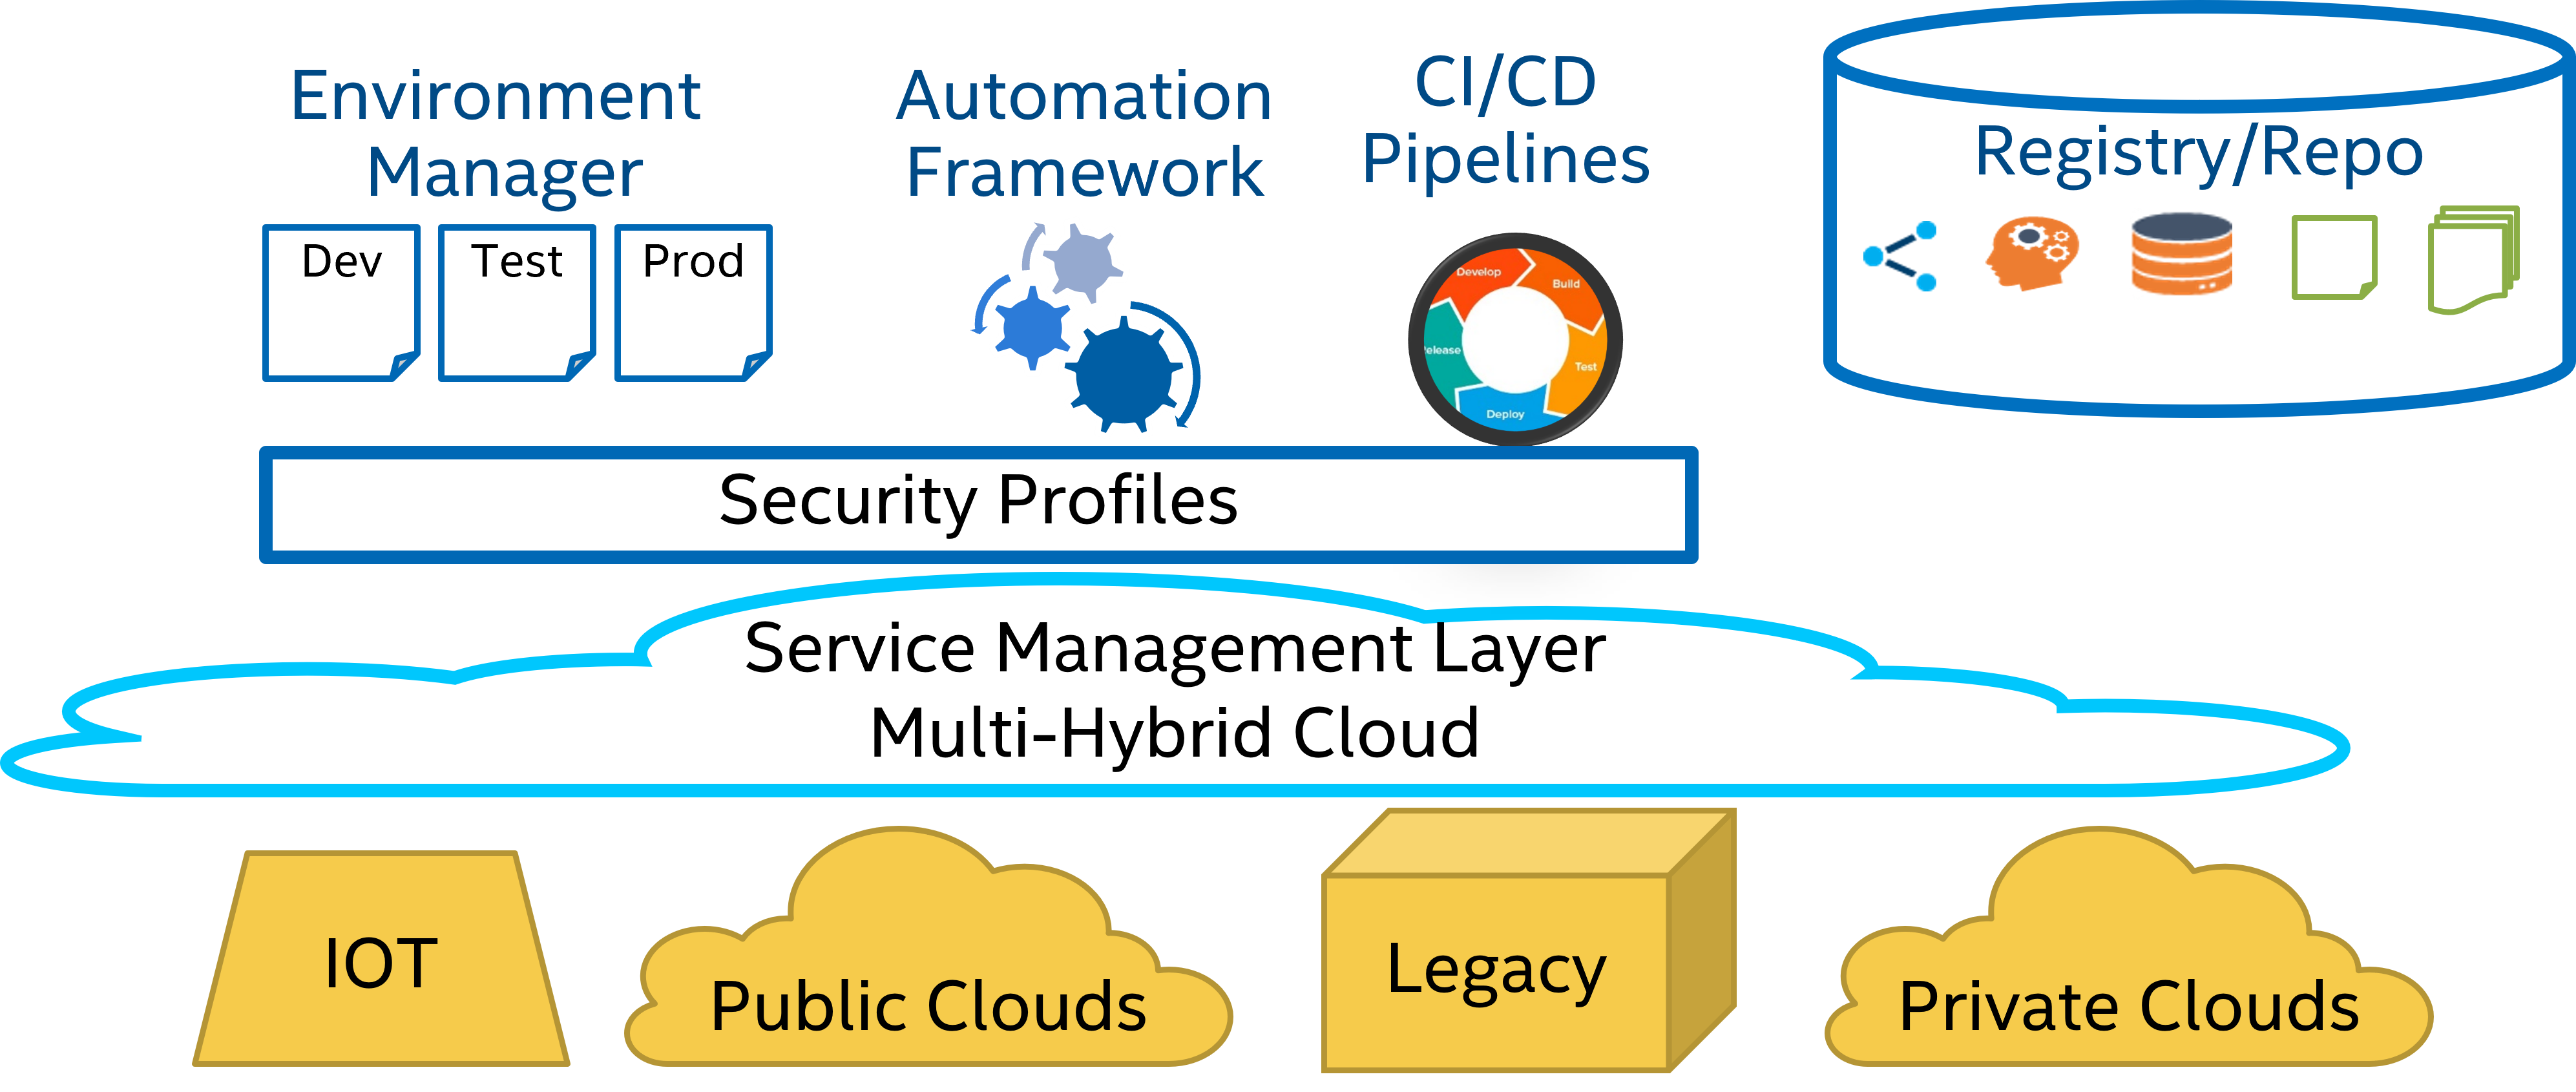 Environment
Manager
Automation
Framework
CI/CD
Pipelines
Registry/Repo
Dev
Test
Prod
Develop
Build
Test
Deploy
elease
Security Profiles
Service Management Layer
Multi-Hybrid Cloud
IOT
Public Clouds
Legacy
Private Clouds